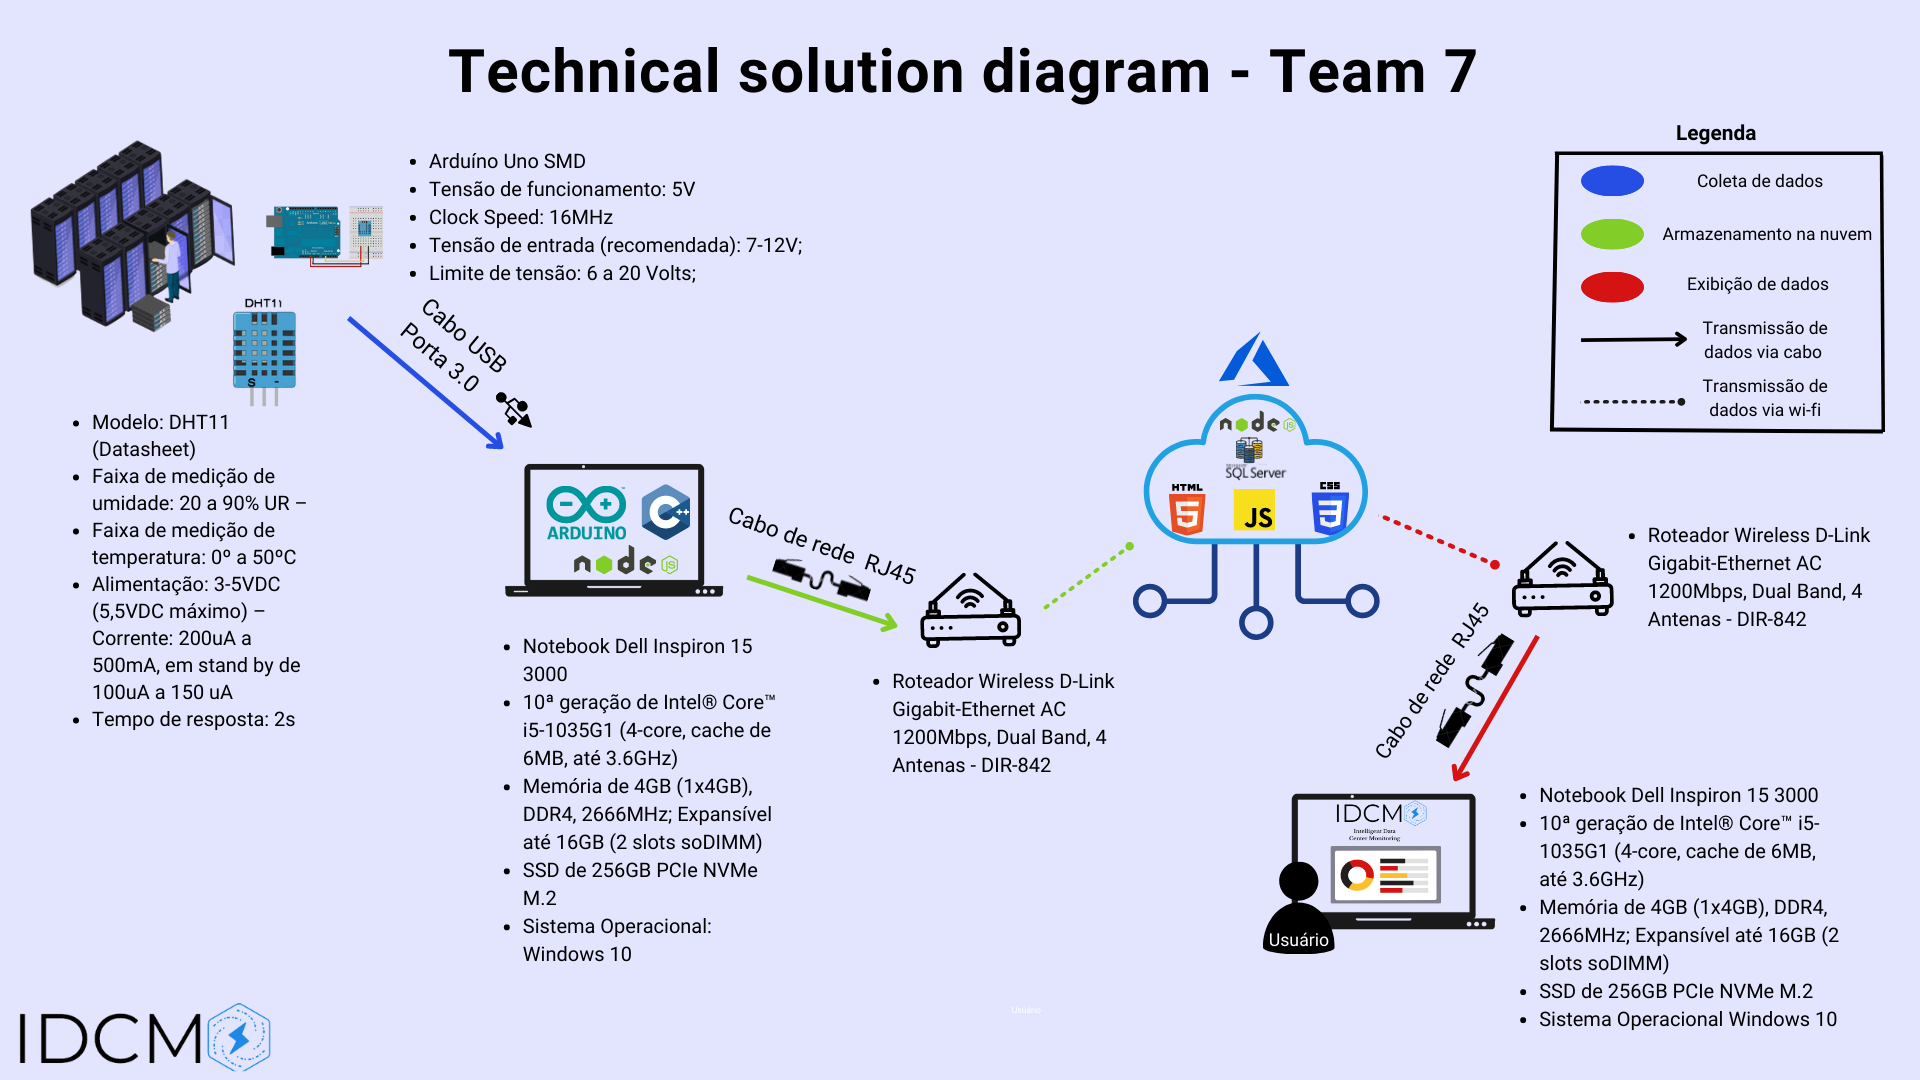 Technical solution diagram - Team 7
Arduíno Uno SMD
Tensão de funcionamento: 5V
Clock Speed: 16MHz
Tensão de entrada (recomendada): 7-12V;
Limite de tensão: 6 a 20 Volts;
Legenda
Coleta de dados
Armazenamento na nuvem
Exibição de dados
Transmissão de
dados via cabo
Transmissão de
dados via wi-fi
DHT11
S -
Cabo USB
Porta 3.0
Modelo: DHT11
(Datasheet)
Faixa de medição de
umidade: 20 a 90% UR –
Faixa de medição de
temperatura: 0º a 50ºC
Alimentação: 3-5VDC
(5,5VDC máximo) –
Corrente: 200uA a
500mA, em stand by de
100uA a 150 uA
Tempo de resposta: 2s
ARDUINO
C++
node
JS
Cabo de rede RJ45
Notebook Dell Inspiron 15
3000
10ª geração de Intel® Core™
i5-1035G1 (4-core, cache de
6MB, até 3.6GHz)
Memória de 4GB (1x4GB),
DDR4, 2666MHz; Expansível
até 16GB (2 slots soDIMM)
SSD de 256GB PCIe NVMe
M.2
Sistema Operacional:
Windows 10
Roteador Wireless D-Link
Gigabit-Ethernet AC
1200Mbps, Dual Band, 4
Antenas - DIR-842
node
JS
SQL Server
HTML
5
JS
CSS
3
Roteador Wireless D-Link
Gigabit-Ethernet AC
1200Mbps, Dual Band, 4
Antenas - DIR-842
Cabo de rede RJ45
IDCM
Intelligent Data
Center Monitoring
Usuário
Notebook Dell Inspiron 15 3000
10ª geração de Intel® Core™ i5-
1035G1 (4-core, cache de 6MB,
até 3.6GHz)
Memória de 4GB (1x4GB), DDR4,
2666MHz; Expansível até 16GB (2
slots soDIMM)
SSD de 256GB PCIe NVMe M.2
Sistema Operacional Windows 10
Usuário
IDCM